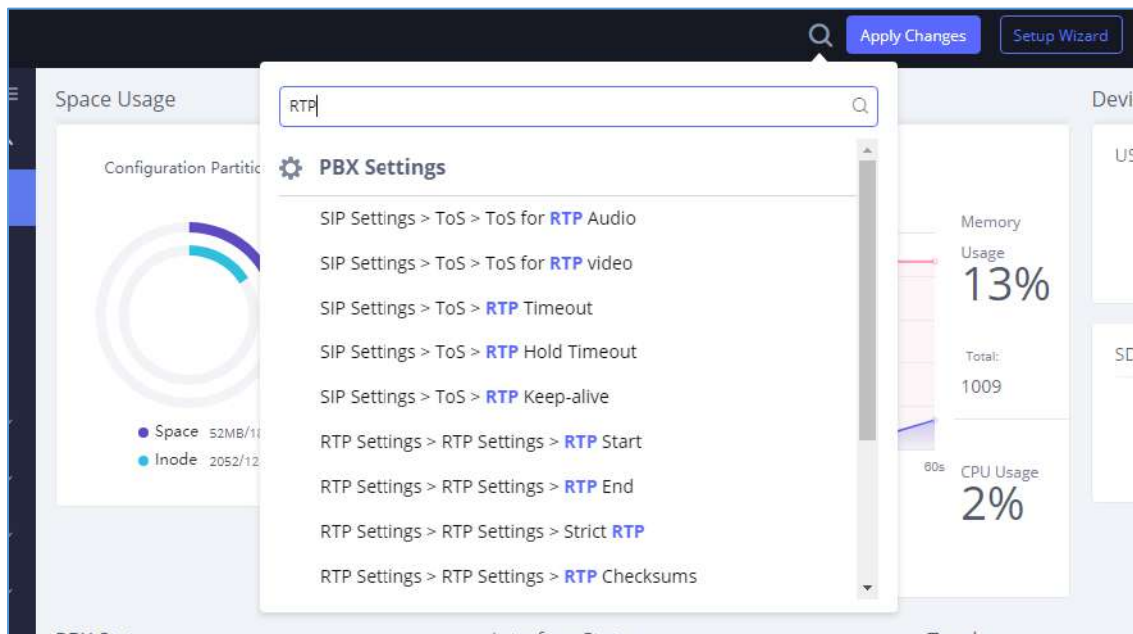 Apply Changes
Setup Wizard
Space Usage
RTP
PBX Settings
SIP Settings > ToS > ToS for RTP Audio
SIP Settings > ToS > ToS for RTP video
SIP Settings > ToS > RTP Timeout
SIP Settings > ToS > RTP Hold Timeout
SIP Settings > ToS > RTP Keep-alive
RTP Settings > RTP Settings > RTP Start
RTP Settings > RTP Settings > RTP End
RTP Settings > RTP Settings > Strict RTP
RTP Settings > RTP Settings > RTP Checksums
Configuration
Space 52MB/
Inode 2052/12
Memory
Usage
13%
Total:
1009
60s
CPU Usage
2%
Devi
US
SD